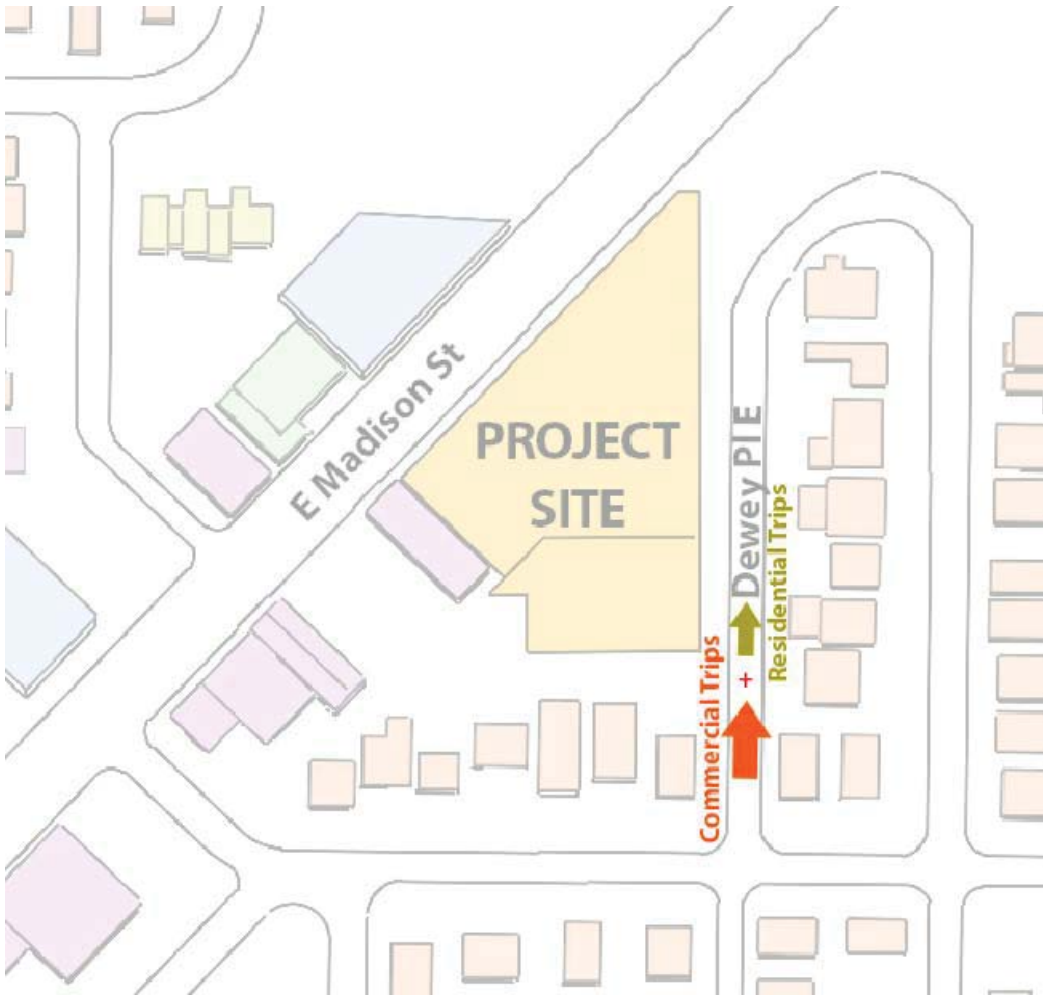 E Madison St
PROJECT
SITE
Dewey Pl E
Residential Trips
+
Commercial Trips